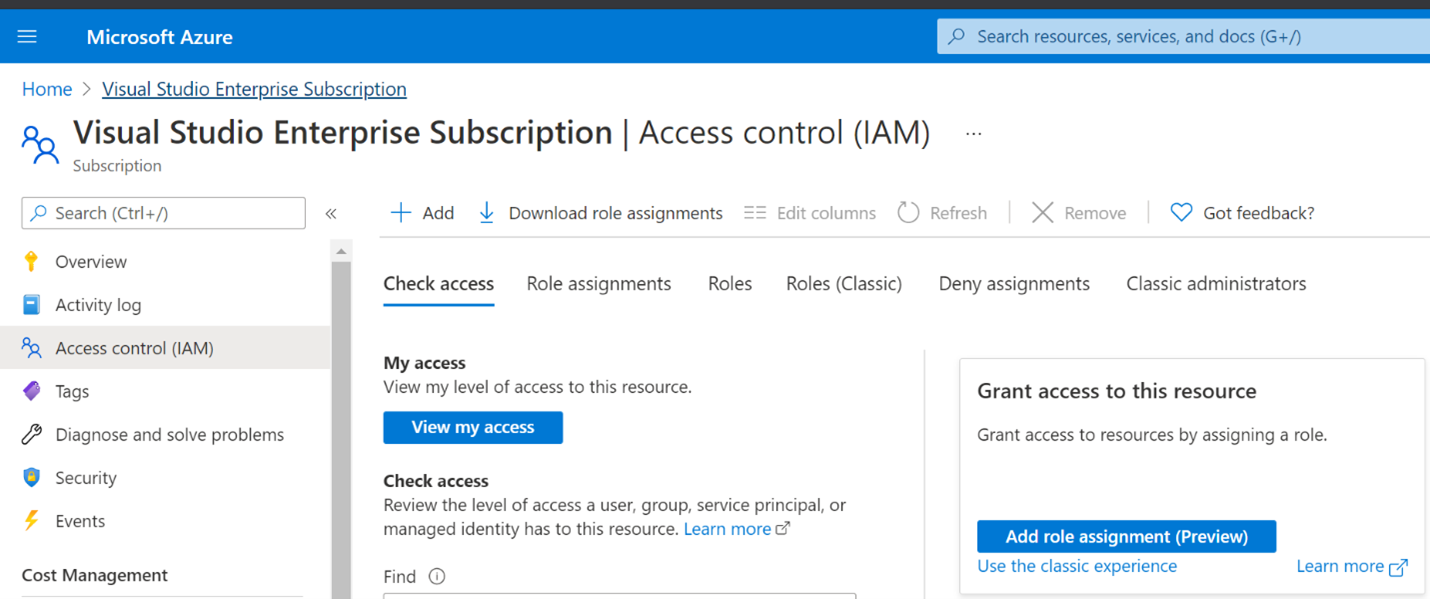 Microsoft Azure
Search resources, services, and docs (G+/)
Home > Visual Studio Enterprise Subscription
Visual Studio Enterprise Subscription | Access control (IAM) ...
Subscription
Search (Ctrl+/)
«
Add
Download role assignments
Edit columns
Refresh
Remove
Got feedback?
Overview
Activity log
Access control (IAM)
Tags
Diagnose and solve problems
Security
Events
Cost Management
Check access
Role assignments
Roles
Roles (Classic)
Deny assignments
Classic administrators
My access
View my level of access to this resource.
View my access
Check access
Review the level of access a user, group, service principal, or
managed identity has to this resource. Learn more
Find
Grant access to this resource
Grant access to resources by assigning a role.
Add role assignment (Preview)
Use the classic experience
Learn more